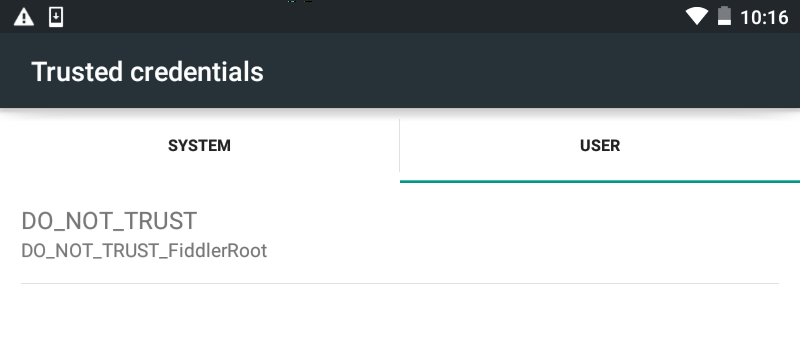 10:16
Trusted credentials
SYSTEM USER
DO_NOT_TRUST
DO_NOT_TRUST_FiddlerRoot